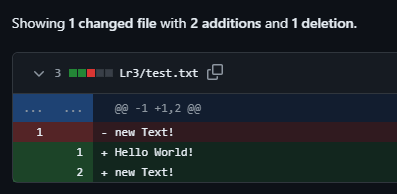 Showing 1 changed file with 2 additions and 1 deletion.
3 Lr3/test.txt
... ... @@ -1 +1,2 @@
1 - new Text!
1 + Hello World!
2 + new Text!